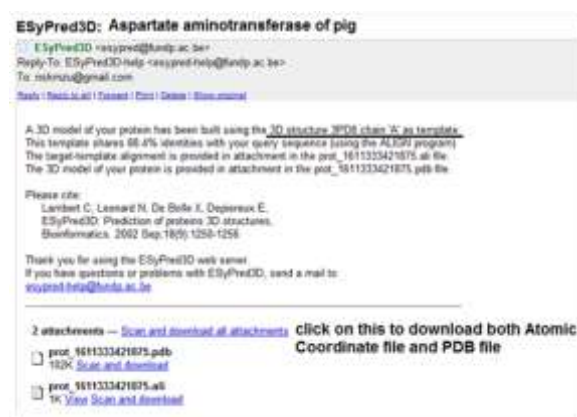 ESyPred3D: Aspartate aminotransferase of pig
ESyPred3D <esypred@fundp.ac.be>
Reply-To: ESyPred3D-help <esypred-help@fundp.ac.be>
To: @gmail.com
Reply | Reply to all | Forward | Print | Delete | Show original
A 3D model of your protein has been built using the 3D structure 3PD8 chain 'A' as template.
This template shares 88.4% identities with your query sequence (using the ALIGN program)
The target-template alignment is provided in attachment in the prot_1611333421875.ali file
The 3D model of your protein is provided in attachment in the prot_1611333421875.pdb file
Please cite:
Lambert C, Leonard N, De Bolle X, Depiereux E.
ESyPred3D: Prediction of proteins 3D structures.
Bioinformatics. 2002 Sep;18(9):1250-1256
Thank you for using the ESyPred3D web server.
If you have questions or problems with ESyPred3D, send a mail to:
esypred-help@fundp.ac.be
2 attachments — Scan and download all attachments click on this to download both Atomic
Coordinate file and PDB file
prot_1611333421875.pdb
102K Scan and download
prot_1611333421875.ali
1K View Scan and download